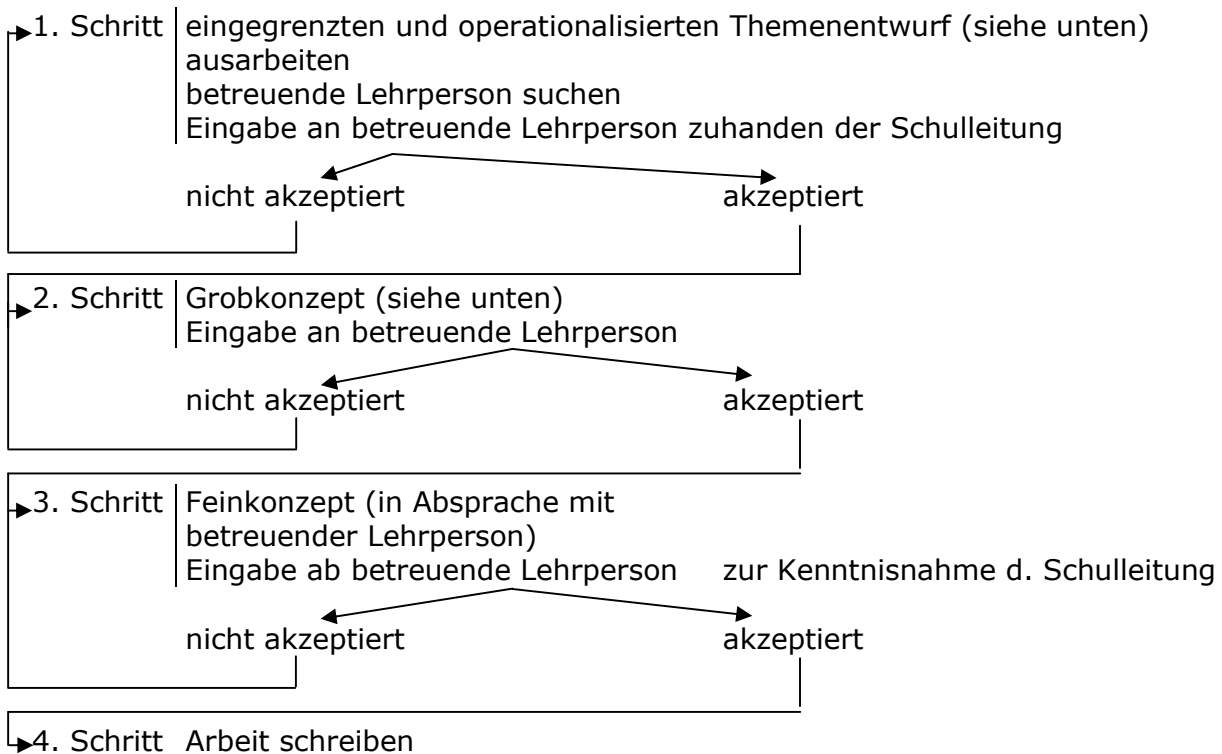 1. Schritt eingegrenzten und operationalisierten Themenentwurf (siehe unten)
ausarbeiten
betreuende Lehrperson suchen
Eingabe an betreuende Lehrperson zuhanden der Schulleitung
nicht akzeptiert akzeptiert
2. Schritt Grobkonzept (siehe unten)
Eingabe an betreuende Lehrperson
nicht akzeptiert akzeptiert
3. Schritt Feinkonzept (in Absprache mit
betreuender Lehrperson)
Eingabe ab betreuende Lehrperson zur Kenntnisnahme d. Schulleitung
nicht akzeptiert akzeptiert
4. Schritt Arbeit schreiben